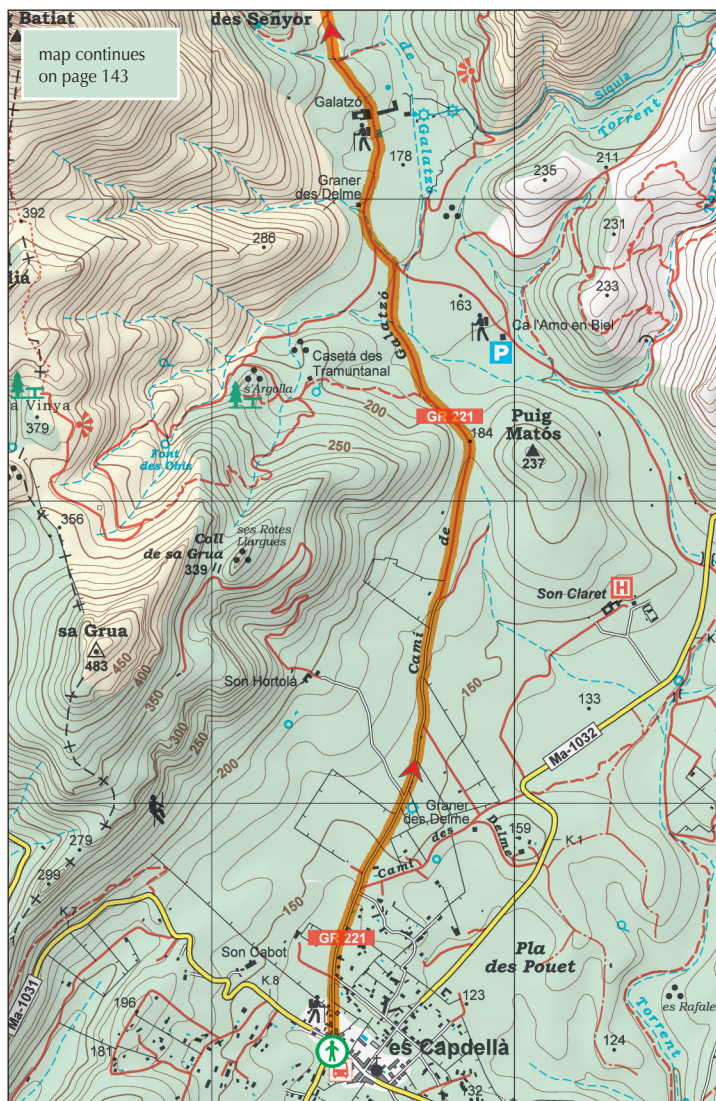 Batiat
des Senyor
map continues
on page 143
de
Galatzó
Siquia
Torrent
Galatzó
178
235
211
Graner
des Delme
392
286
231
163
233
Galatzó
Ca l'Amo en Biel
P
Caseta des
Tramuntanal
s'Argolla
a Vinya
379
200
GR 221
184
Puig
Matós
237
250
Font
des Obis
356
ses Rotes
Llargues
Coll
de sa Grua
339
de
Son Claret
H
sa Grua
483
450
400
350
300
250
Camí
Son Hortolà
150
133
200
Ma-1032
Graner
des Delme
Camí
des
Delme
159
K.1
279
299
150
K.7
GR 221
Pla
des Pouet
Son Cabot
K.8
Ma-1031
196
181
123
Torrent
es Rafale
124
es Capdellà
132